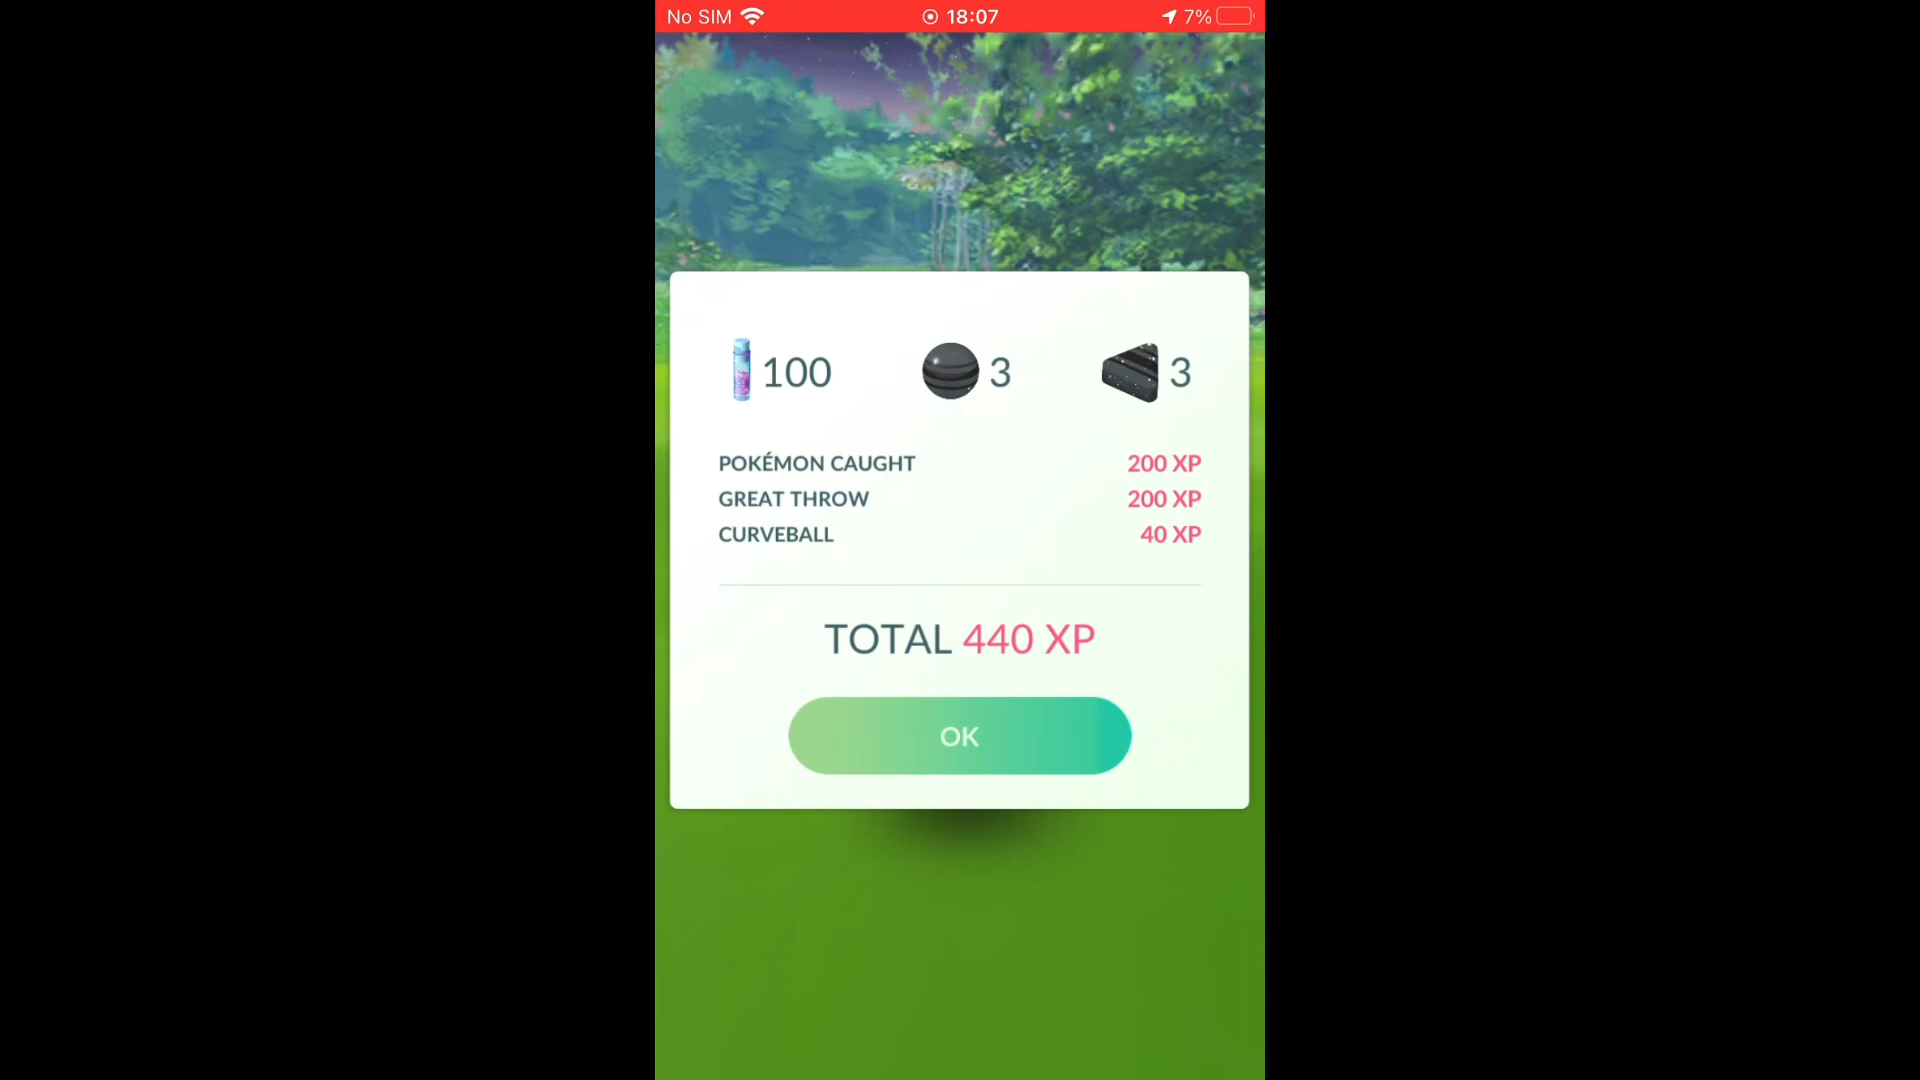 No SIM 18:07 7%
100 3 3
POKÉMON CAUGHT 200 XP
GREAT THROW 200 XP
CURVEBALL 40 XP
TOTAL 440 XP
OK